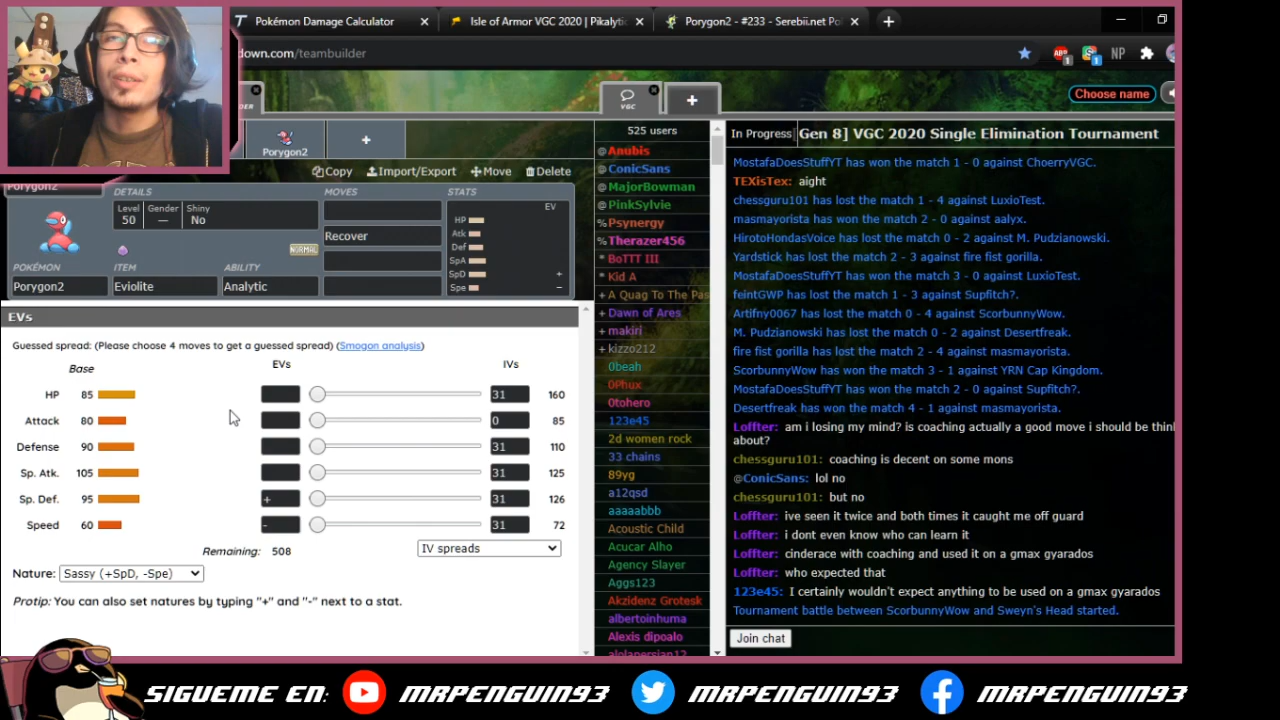 Pokémon Damage Calculator
Isle of Armor VGC 2020 | Pikalytic
Porygon2 - #233 - Serebii.net Po
down.com/teambuilder
ABP
1
1
NP
DER
VGC
Choose name
Porygon2
Copy Import/Export Move Delete
Porygon2
DETAILS
MOVES
STATS
Level
50
Gender
—
Shiny
No
EV
HP
Atk
Def
SpA
SpD +
Spe −
Recover
NORMAL
POKÉMON
ITEM
ABILITY
Porygon2
Eviolite
Analytic
525 users
@Anubis
@ConicSans
@MajorBowman
@PinkSylvie
%Psynergy
%Therazer456
*BoTTT III
*Kid A
+A Quag To The Pas
+Dawn of Ares
+makiri
+kizzo212
0beah
0Phux
0tohero
123e45
2d women rock
33 chains
89yg
a12qsd
aaaaabbb
Acoustic Child
Acucar Alho
Agency Slayer
Aggs123
Akzidenz Grotesk
albertoinhuma
Alexis dipoalo
alolanpersian12
In Progress
[Gen 8] VGC 2020 Single Elimination Tournament
MostafaDoesStuffYT has won the match 1 - 0 against ChoerryVGC.
TEXisTex: aight
chessguru101 has lost the match 1 - 4 against LuxioTest.
masmayorista has won the match 2 - 0 against aalyx.
HirotoHondasVoice has lost the match 0 - 2 against M. Pudzianowski.
Yardstick has lost the match 2 - 3 against fire fist gorilla.
MostafaDoesStuffYT has won the match 3 - 0 against LuxioTest.
feintGWP has lost the match 1 - 3 against Supfitch?.
Artifny0067 has lost the match 0 - 4 against ScorbunnyWow.
M. Pudzianowski has lost the match 0 - 2 against Desertfreak.
fire fist gorilla has lost the match 2 - 4 against masmayorista.
ScorbunnyWow has won the match 3 - 1 against YRN Cap Kingdom.
MostafaDoesStuffYT has won the match 2 - 0 against Supfitch?.
Desertfreak has won the match 4 - 1 against masmayorista.
Loffter: am i losing my mind? is coaching actually a good move i should be think
about?
chessguru101: coaching is decent on some mons
@ConicSans: lol no
chessguru101: but no
Loffter: ive seen it twice and both times it caught me off guard
Loffter: i dont even know who can learn it
Loffter: cinderace with coaching and used it on a gmax gyarados
Loffter: who expected that
123e45: I certainly wouldn't expect anything to be used on a gmax gyarados
Tournament battle between ScorbunnyWow and Sweyn's Head started.
Join chat
EVs
Guessed spread: (Please choose 4 moves to get a guessed spread) (Smogon analysis)
Base EVs IVs
HP 85 31 160
Attack 80 0 85
Defense 90 31 110
Sp. Atk. 105 31 125
Sp. Def. 95 + 31 126
Speed 60 - 31 72
Remaining: 508
IV spreads
Nature: Sassy (+SpD, -Spe)
Protip: You can also set natures by typing "+" and "-" next to a stat.
SIGUEME EN: MRPENGUIN93 MRPENGUIN93 MRPENGUIN93